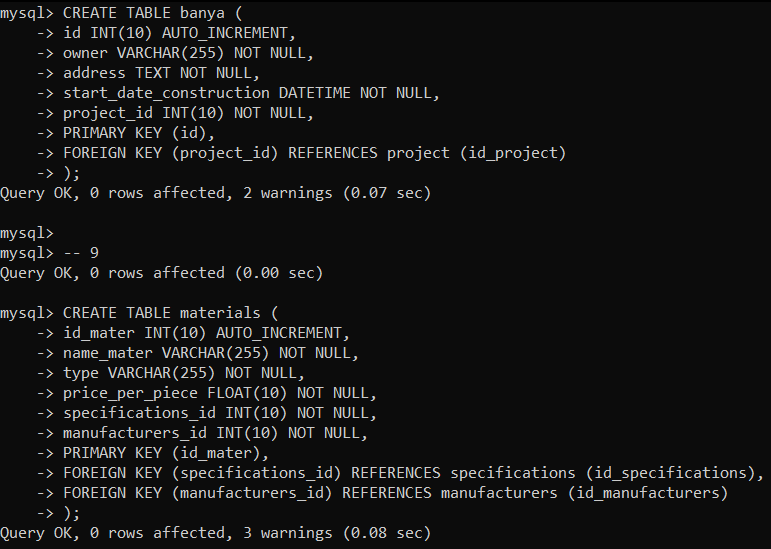 mysql> CREATE TABLE banya (
    -> id INT(10) AUTO_INCREMENT,
    -> owner VARCHAR(255) NOT NULL,
    -> address TEXT NOT NULL,
    -> start_date_construction DATETIME NOT NULL,
    -> project_id INT(10) NOT NULL,
    -> PRIMARY KEY (id),
    -> FOREIGN KEY (project_id) REFERENCES project (id_project)
    -> );
Query OK, 0 rows affected, 2 warnings (0.07 sec)

mysql>
mysql> -- 9
Query OK, 0 rows affected (0.00 sec)

mysql> CREATE TABLE materials (
    -> id_mater INT(10) AUTO_INCREMENT,
    -> name_mater VARCHAR(255) NOT NULL,
    -> type VARCHAR(255) NOT NULL,
    -> price_per_piece FLOAT(10) NOT NULL,
    -> specifications_id INT(10) NOT NULL,
    -> manufacturers_id INT(10) NOT NULL,
    -> PRIMARY KEY (id_mater),
    -> FOREIGN KEY (specifications_id) REFERENCES specifications (id_specifications),
    -> FOREIGN KEY (manufacturers_id) REFERENCES manufacturers (id_manufacturers)
    -> );
Query OK, 0 rows affected, 3 warnings (0.08 sec)